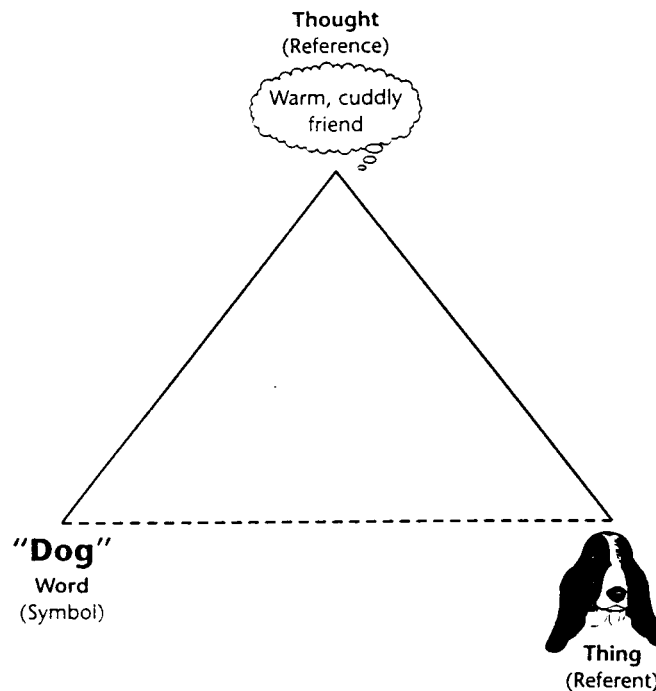 Thought
(Reference)
Warm, cuddly
friend
"Dog"
Word
(Symbol)
Thing
(Referent)